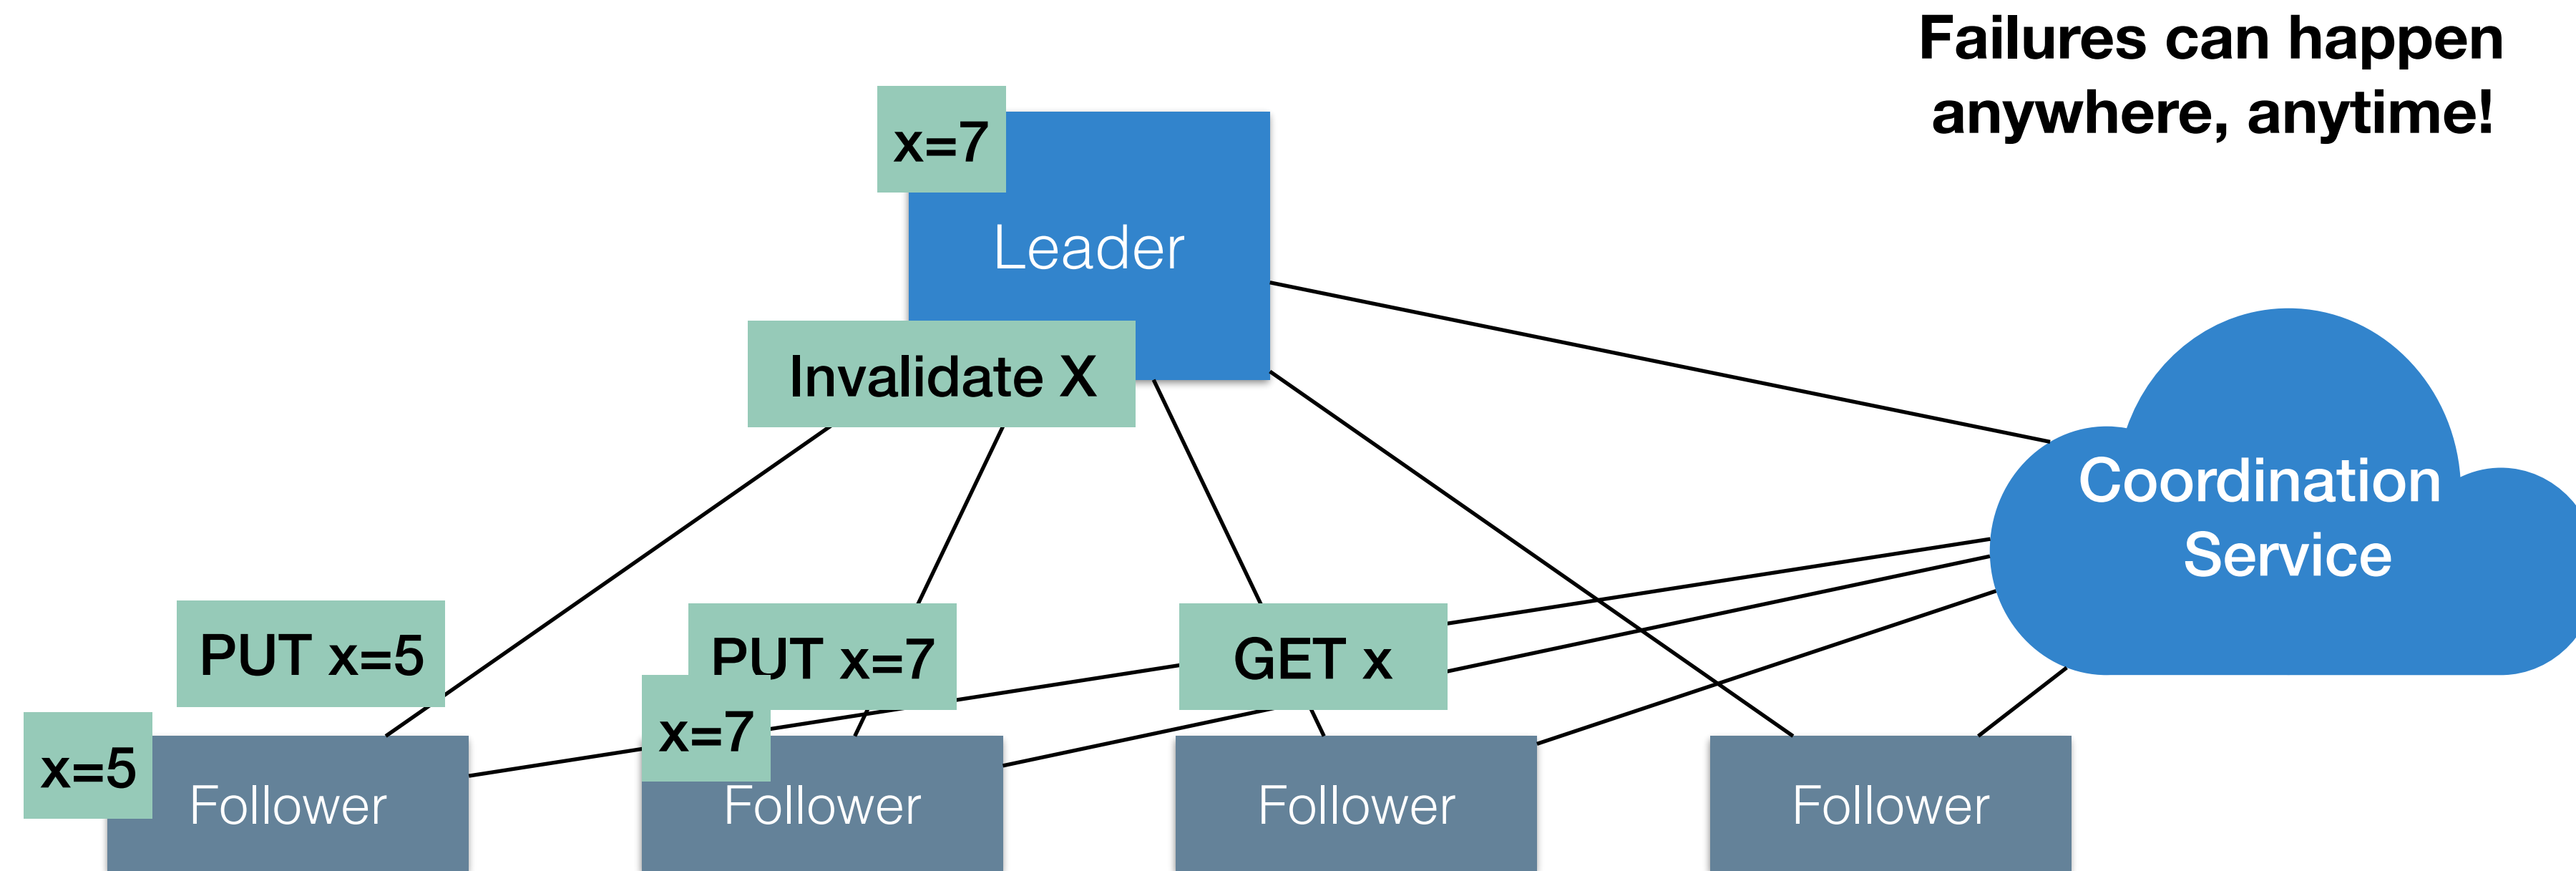 Failures can happen
anywhere, anytime!
x=7
Leader
Invalidate X
Coordination
Service
PUT x=5
PUT x=7
GET x
x=5
x=7
Follower
Follower
Follower
Follower